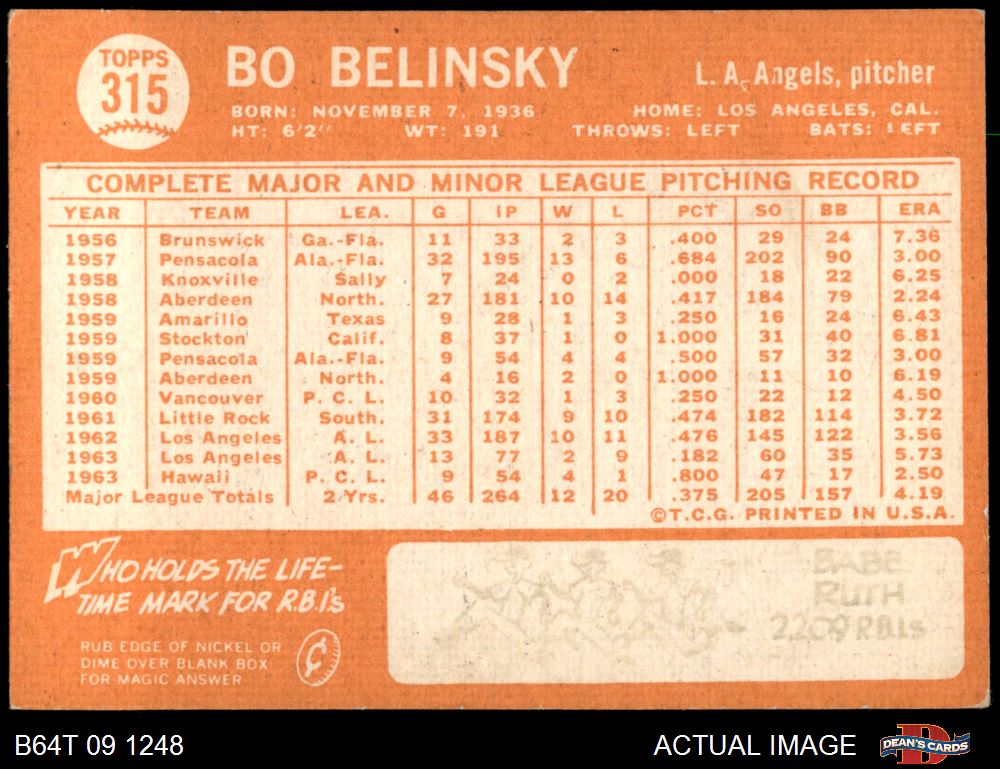 TOPPS
315
BO BELINSKY
L. A. Angels, pitcher
BORN: NOVEMBER 7, 1936 HOME: LOS ANGELES, CAL.
HT: 6'2" WT: 191 THROWS: LEFT BATS: LEFT
COMPLETE MAJOR AND MINOR LEAGUE PITCHING RECORD
YEAR TEAM LEA. G IP W L PCT SO BB ERA
1956 Brunswick Ga.-Fla. 11 33 2 3 .400 29 24 7.36
1957 Pensacola Ala.-Fla. 32 195 13 6 .684 202 90 3.00
1958 Knoxville Sally 7 24 0 2 .000 18 22 6.25
1958 Aberdeen North. 27 181 10 14 .417 184 79 2.24
1959 Amarillo Texas 9 28 1 3 .250 16 24 6.43
1959 Stockton Calif. 8 37 1 0 1.000 31 40 6.81
1959 Pensacola Ala.-Fla. 9 54 4 4 .500 57 32 3.00
1959 Aberdeen North. 4 16 2 0 1.000 11 10 6.19
1960 Vancouver P. C. L. 10 32 1 3 .250 22 12 4.50
1961 Little Rock South. 31 174 9 10 .474 182 114 3.72
1962 Los Angeles A. L. 33 187 10 11 .476 145 122 3.56
1963 Los Angeles A. L. 13 77 2 9 .182 60 35 5.73
1963 Hawaii P. C. L. 9 54 4 1 .800 47 17 2.50
Major League Totals 2 Yrs. 46 264 12 20 .375 205 157 4.19
©T.C.G. PRINTED IN U.S.A.
WHO HOLDS THE LIFE-
TIME MARK FOR R.B.I's
RUB EDGE OF NICKEL OR
DIME OVER BLANK BOX
FOR MAGIC ANSWER
¢
BABE
RUTH
2,209 R.B.I.s
B64T 09 1248
ACTUAL IMAGE
DEAN'S CARDS